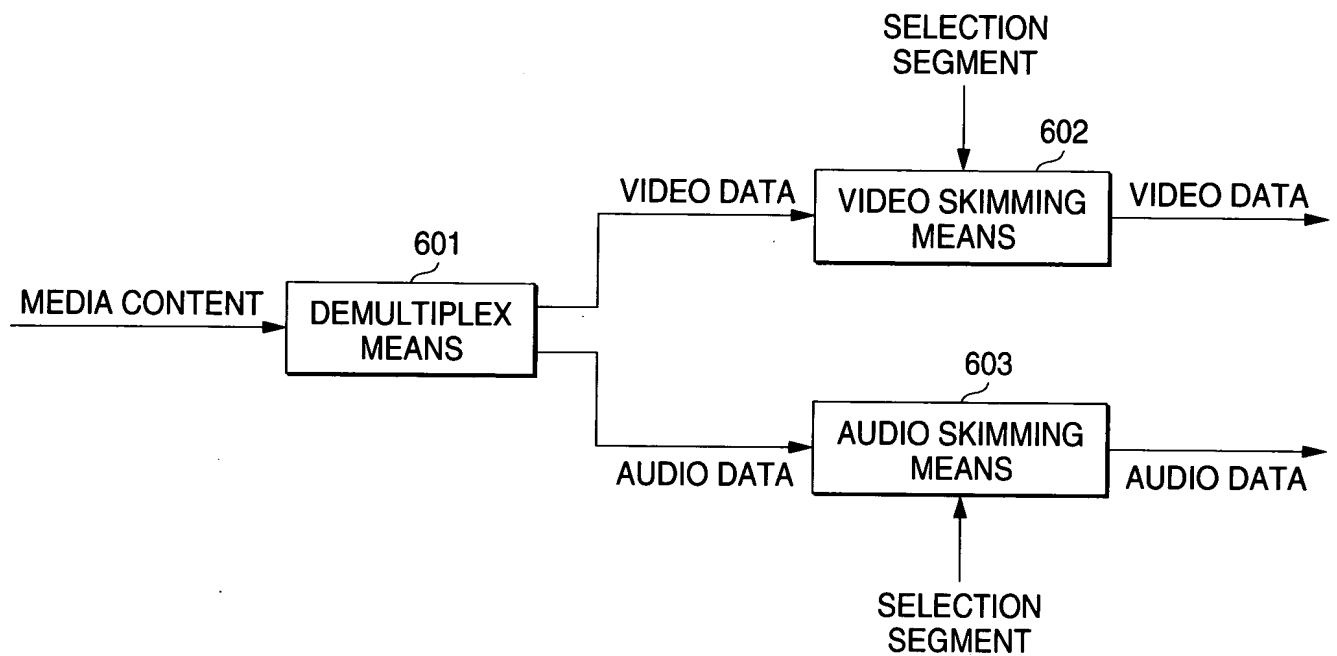 SELECTION
SEGMENT
602
VIDEO DATA
VIDEO SKIMMING
MEANS
VIDEO DATA
601
MEDIA CONTENT
DEMULTIPLEX
MEANS
603
AUDIO SKIMMING
MEANS
AUDIO DATA
AUDIO DATA
SELECTION
SEGMENT